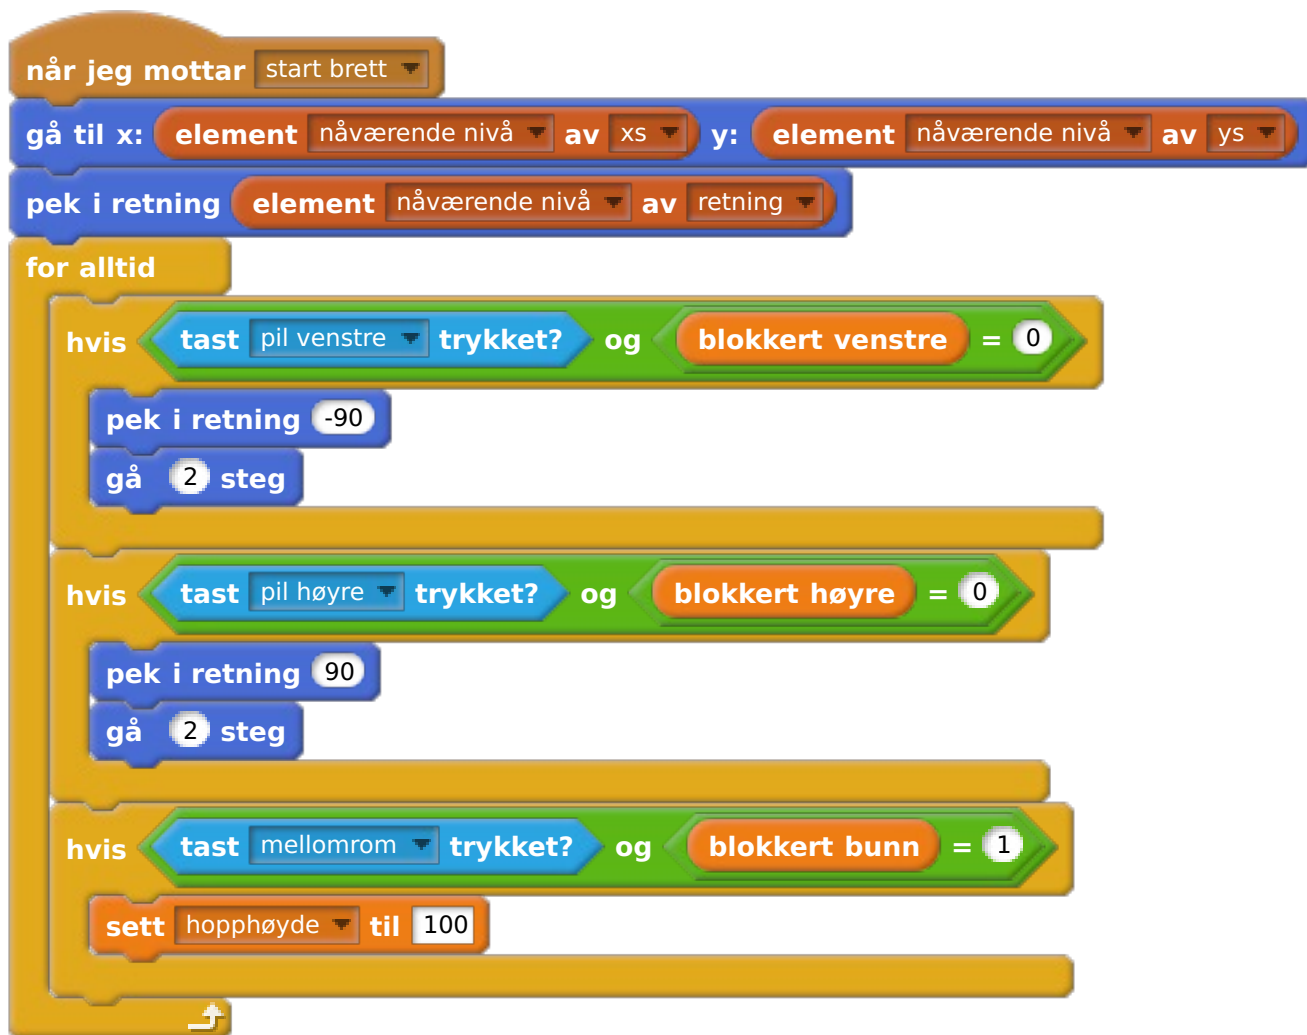 når jeg mottar start brett
gå til x: element nåværende nivå av xs y: element nåværende nivå av ys
pek i retning element nåværende nivå av retning
for alltid
hvis tast pil venstre trykket? og blokkert venstre = 0
pek i retning -90
gå 2 steg
hvis tast pil høyre trykket? og blokkert høyre = 0
pek i retning 90
gå 2 steg
hvis tast mellomrom trykket? og blokkert bunn = 1
sett hopphøyde til 100